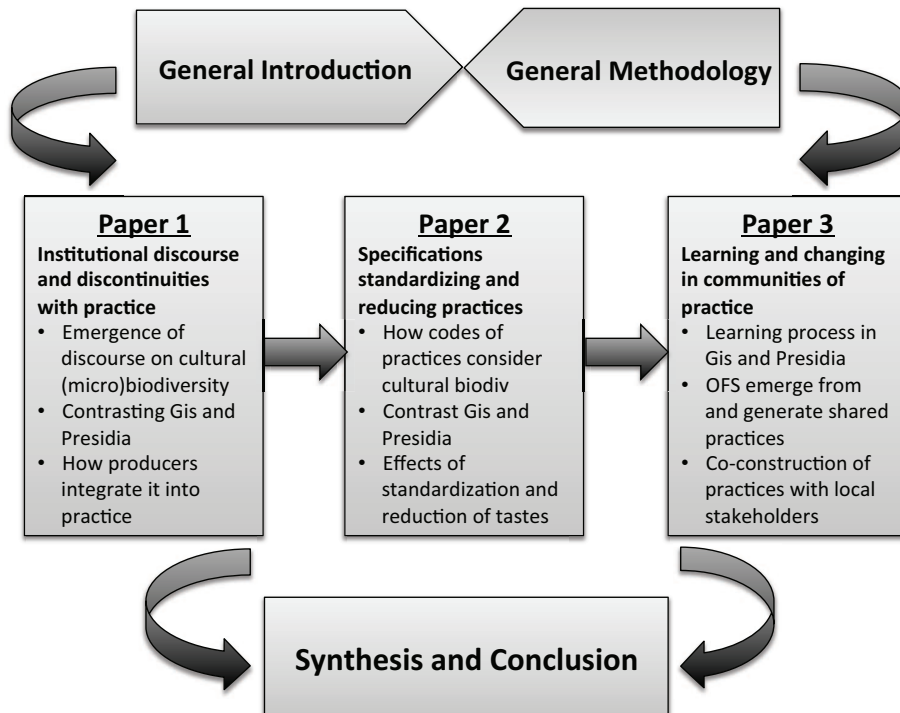 General Introduction
General Methodology
Paper 1
Institutional discourse
and discontinuities
with practice
• Emergence of
discourse on cultural
(micro)biodiversity
• Contrasting Gis and
Presidia
• How producers
integrate it into
practice
Paper 2
Specifications
standardizing and
reducing practices
• How codes of
practices consider
cultural biodiv
• Contrast Gis and
Presidia
• Effects of
standardization and
reduction of tastes
Paper 3
Learning and changing
in communities of
practice
• Learning process in
Gis and Presidia
• OFS emerge from
and generate shared
practices
• Co-construction of
practices with local
stakeholders
Synthesis and Conclusion